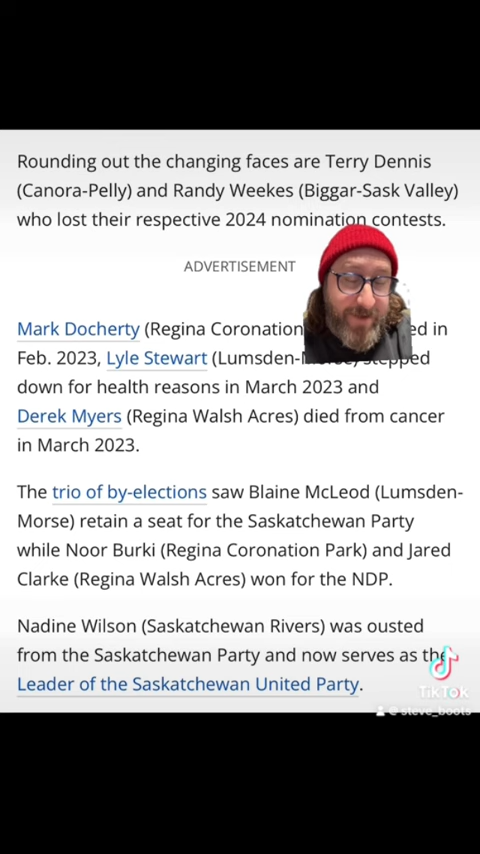 Rounding out the changing faces are Terry Dennis
(Canora-Pelly) and Randy Weekes (Biggar-Sask Valley)
who lost their respective 2024 nomination contests.
ADVERTISEMENT
Mark Docherty (Regina Coronation ed in
Feb. 2023, Lyle Stewart (Lumsden-Morse) stepped
down for health reasons in March 2023 and
Derek Myers (Regina Walsh Acres) died from cancer
in March 2023.
The trio of by-elections saw Blaine McLeod (Lumsden-
Morse) retain a seat for the Saskatchewan Party
while Noor Burki (Regina Coronation Park) and Jared
Clarke (Regina Walsh Acres) won for the NDP.
Nadine Wilson (Saskatchewan Rivers) was ousted
from the Saskatchewan Party and now serves as the
Leader of the Saskatchewan United Party.
TikTok
@steve_boots